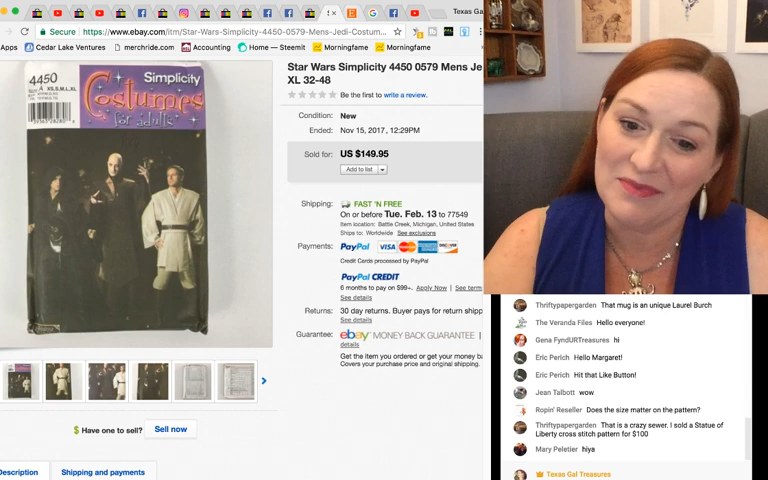 Texas Gal
Secure
https://www.ebay.com/itm/Star-Wars-Simplicity-4450-0579-Mens-Jedi-Costum...
Apps
Cedar Lake Ventures
merchride.com
Accounting
Home — Steemit
Morningfame
Morningfame
4450
Simplicity
Costumes
for adults
Star Wars Simplicity 4450 0579 Mens Je
XL 32-48
Be the first to write a review.
Condition: New
Ended: Nov 15, 2017 , 12:29PM
Sold for: US $149.95
Add to list
Shipping: FAST 'N FREE
On or before Tue. Feb. 13 to 77549
Item location: Battle Creek, Michigan, United States
Ships to: Worldwide See exclusions
Payments: PayPal VISA MasterCard DISCOVER
Credit Cards processed by PayPal
PayPal CREDIT
6 months to pay on $99+. Apply Now | See term
See details
Returns: 30 day returns. Buyer pays for return shipp
See details
Guarantee: ebay MONEY BACK GUARANTEE |
details
Get the item you ordered or get your money ba
Covers your purchase price and original shipping.
$ Have one to sell? Sell now
Description
Shipping and payments
Thriftypapergarden That mug is an unique Laurel Burch
The Veranda Files Hello everyone!
Gena FyndURTreasures hi
Eric Perich Hello Margaret!
Eric Perich Hit that Like Button!
Jean Talbott wow
Ropin' Reseller Does the size matter on the pattern?
Thriftypapergarden That is a crazy sewer. I sold a Statue of
Liberty cross stitch pattern for $100
Mary Peletier hiya
Texas Gal Treasures